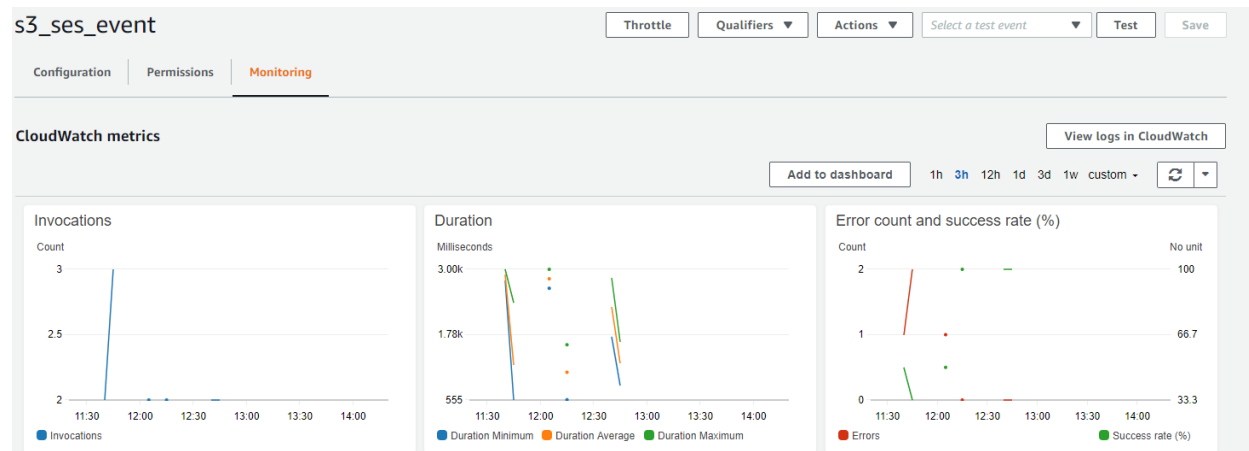 s3_ses_event
Throttle Qualifiers Actions Select a test event Test Save
Configuration Permissions Monitoring
CloudWatch metrics
View logs in CloudWatch
Add to dashboard 1h 3h 12h 1d 3d 1w custom
Invocations
Count
3
2.5
2
11:30 12:00 12:30 13:00 13:30 14:00
Invocations
Duration
Milliseconds
3.00k
1.78k
555
11:30 12:00 12:30 13:00 13:30 14:00
Duration Minimum Duration Average Duration Maximum
Error count and success rate (%)
Count No unit
2 100
1 66.7
0 33.3
11:30 12:00 12:30 13:00 13:30 14:00
Errors Success rate (%)